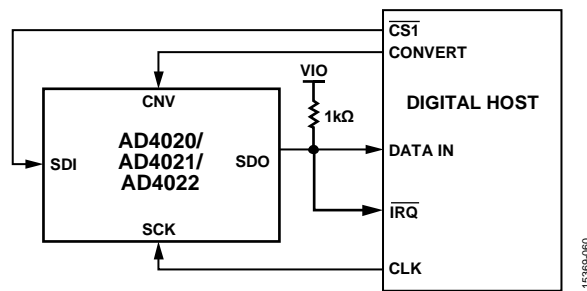 CS1
CONVERT
VIO
CNV
1kΩ
DIGITAL HOST
AD4020/
AD4021/
AD4022
SDI
SDO
DATA IN
IRQ
SCK
CLK
15369-060